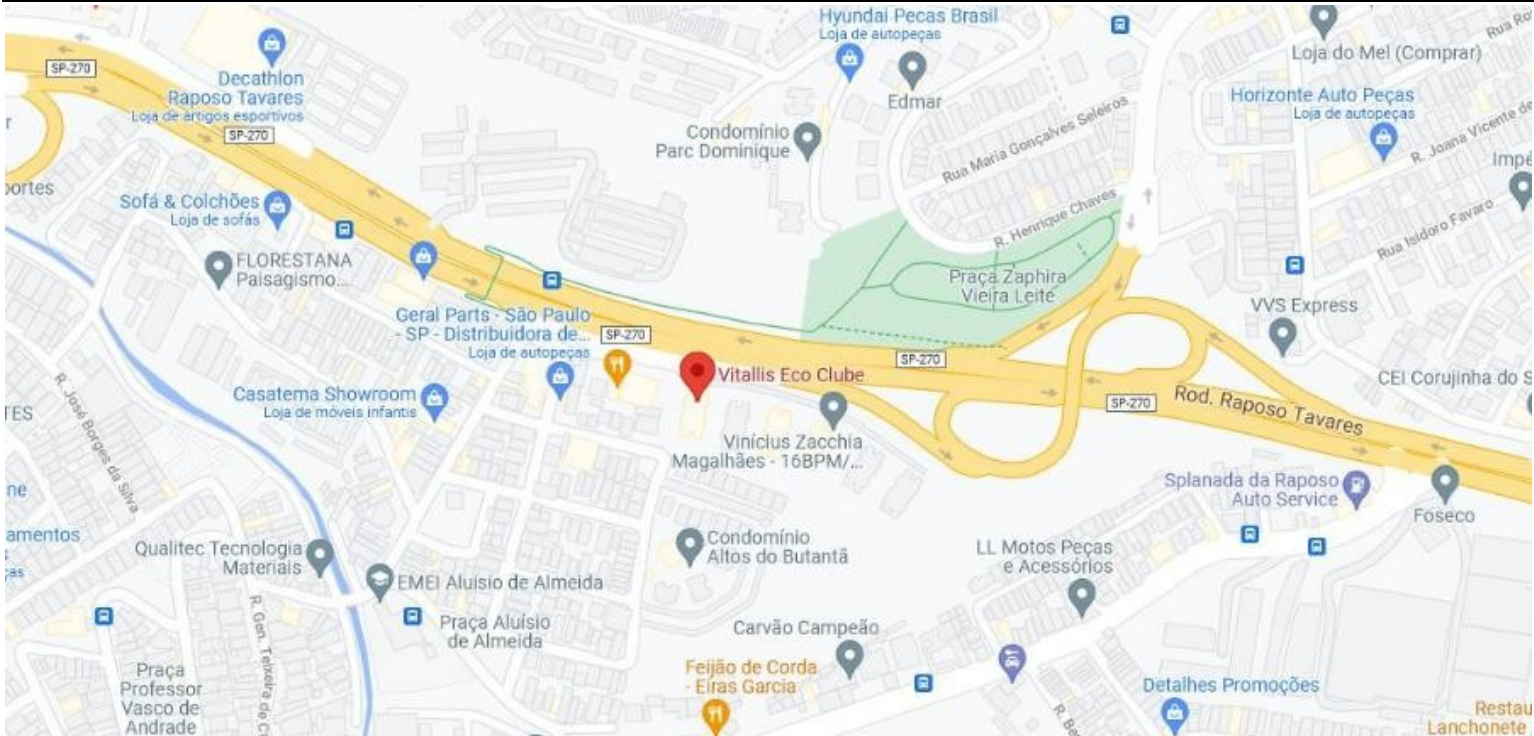 Hyundai Pecas Brasil
Loja de autopeças
SP-270
Decathlon
Raposo Tavares
Loja de artigos esportivos
SP-270
Edmar
Loja do Mel (Comprar)
Horizonte Auto Peças
Loja de autopeças
Condomínio
Parc Dominique
Rua Maria Gonçalves Seleiros
R. Joana Vicente de
Sofá & Colchões
Loja de sofás
R. Henrique Chaves
Rua Isidoro Favaro
FLORESTANA
Paisagismo...
Praça Zaphira
Vieira Leite
VVS Express
Geral Parts - São Paulo
- SP - Distribuidora de...
Loja de autopeças
SP-270
SP-270
Vitallis Eco Clube
Casatema Showroom
Loja de móveis infantis
SP-270
Rod. Raposo Tavares
CEI Corujinha do S
R. José Borges da Silva
Vinícius Zacchia
Magalhães - 16BPM/...
Splanada da Raposo
Auto Service
Foseco
Qualitec Tecnologia
Materiais
Condomínio
Altos do Butantã
LL Motos Peças
e Acessórios
EMEI Aluisio de Almeida
Praça Aluísio
de Almeida
Carvão Campeão
Praça
Professor
Vasco de
Andrade
Feijão de Corda
- Eiras Garcia
Detalhes Promoções
Lanchonete